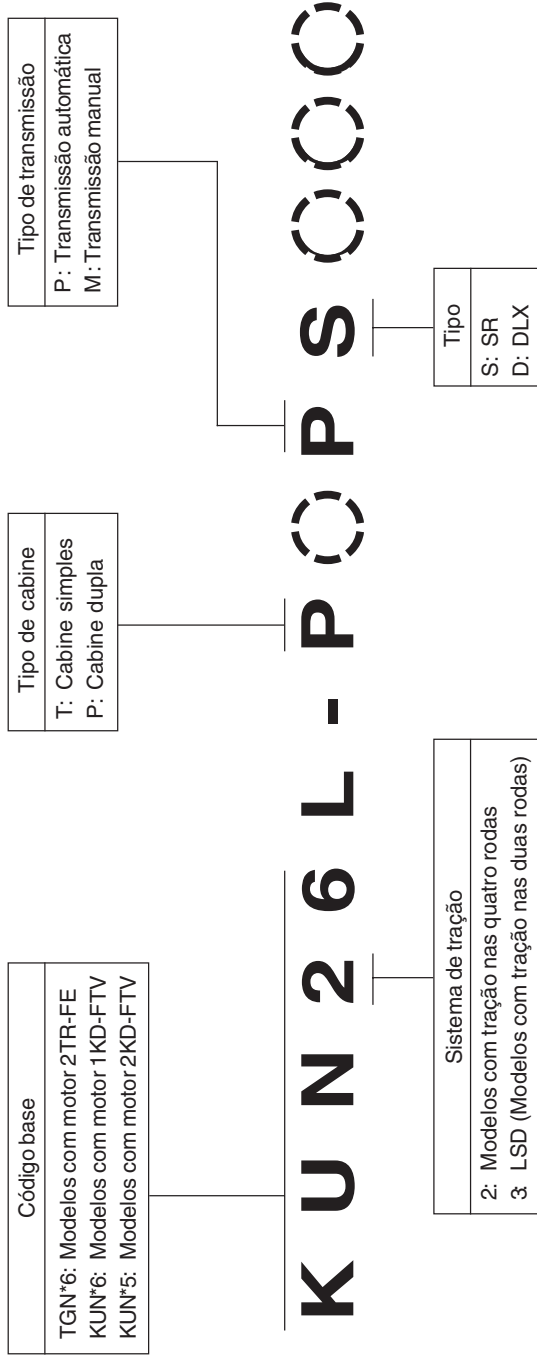 Código base
TGN*6: Modelos com motor 2TR-FE
KUN*6: Modelos com motor 1KD-FTV
KUN*5: Modelos com motor 2KD-FTV
Tipo de cabine
T: Cabine simples
P: Cabine dupla
Tipo de transmissão
P: Transmissão automática
M: Transmissão manual
K U N 2 6 L - P P S
Sistema de tração
2: Modelos com tração nas quatro rodas
3: LSD (Modelos com tração nas duas rodas)
Tipo
S: SR
D: DLX